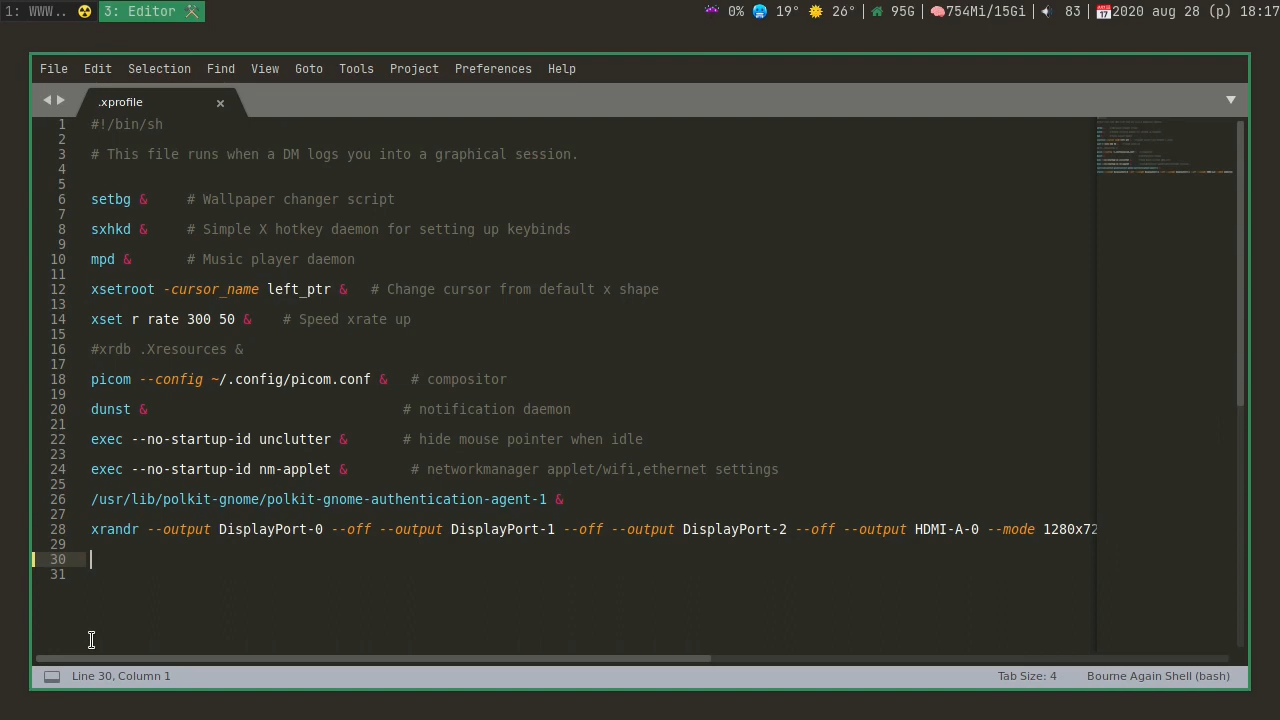 1: WWW.. ☢️ 3: Editor 🛠️ 👾 0% 🥶 19° 🌞 26° 95G 🧠754Mi/15Gi 83 📅2020 aug 28 (p) 18:17
File Edit Selection Find View Goto Tools Project Preferences Help
.xprofile ×
1 #!/bin/sh
2
3 # This file runs when a DM logs you into a graphical session.
4
5
6 setbg & # Wallpaper changer script
7
8 sxhkd & # Simple X hotkey daemon for setting up keybinds
9
10 mpd & # Music player daemon
11
12 xsetroot -cursor_name left_ptr & # Change cursor from default x shape
13
14 xset r rate 300 50 & # Speed xrate up
15
16 #xrdb .Xresources &
17
18 picom --config ~/.config/picom.conf & # compositor
19
20 dunst & # notification daemon
21
22 exec --no-startup-id unclutter & # hide mouse pointer when idle
23
24 exec --no-startup-id nm-applet & # networkmanager applet/wifi,ethernet settings
25
26 /usr/lib/polkit-gnome/polkit-gnome-authentication-agent-1 &
27
28 xrandr --output DisplayPort-0 --off --output DisplayPort-1 --off --output DisplayPort-2 --off --output HDMI-A-0 --mode 1280x72
29
30
31
Line 30, Column 1 Tab Size: 4 Bourne Again Shell (bash)